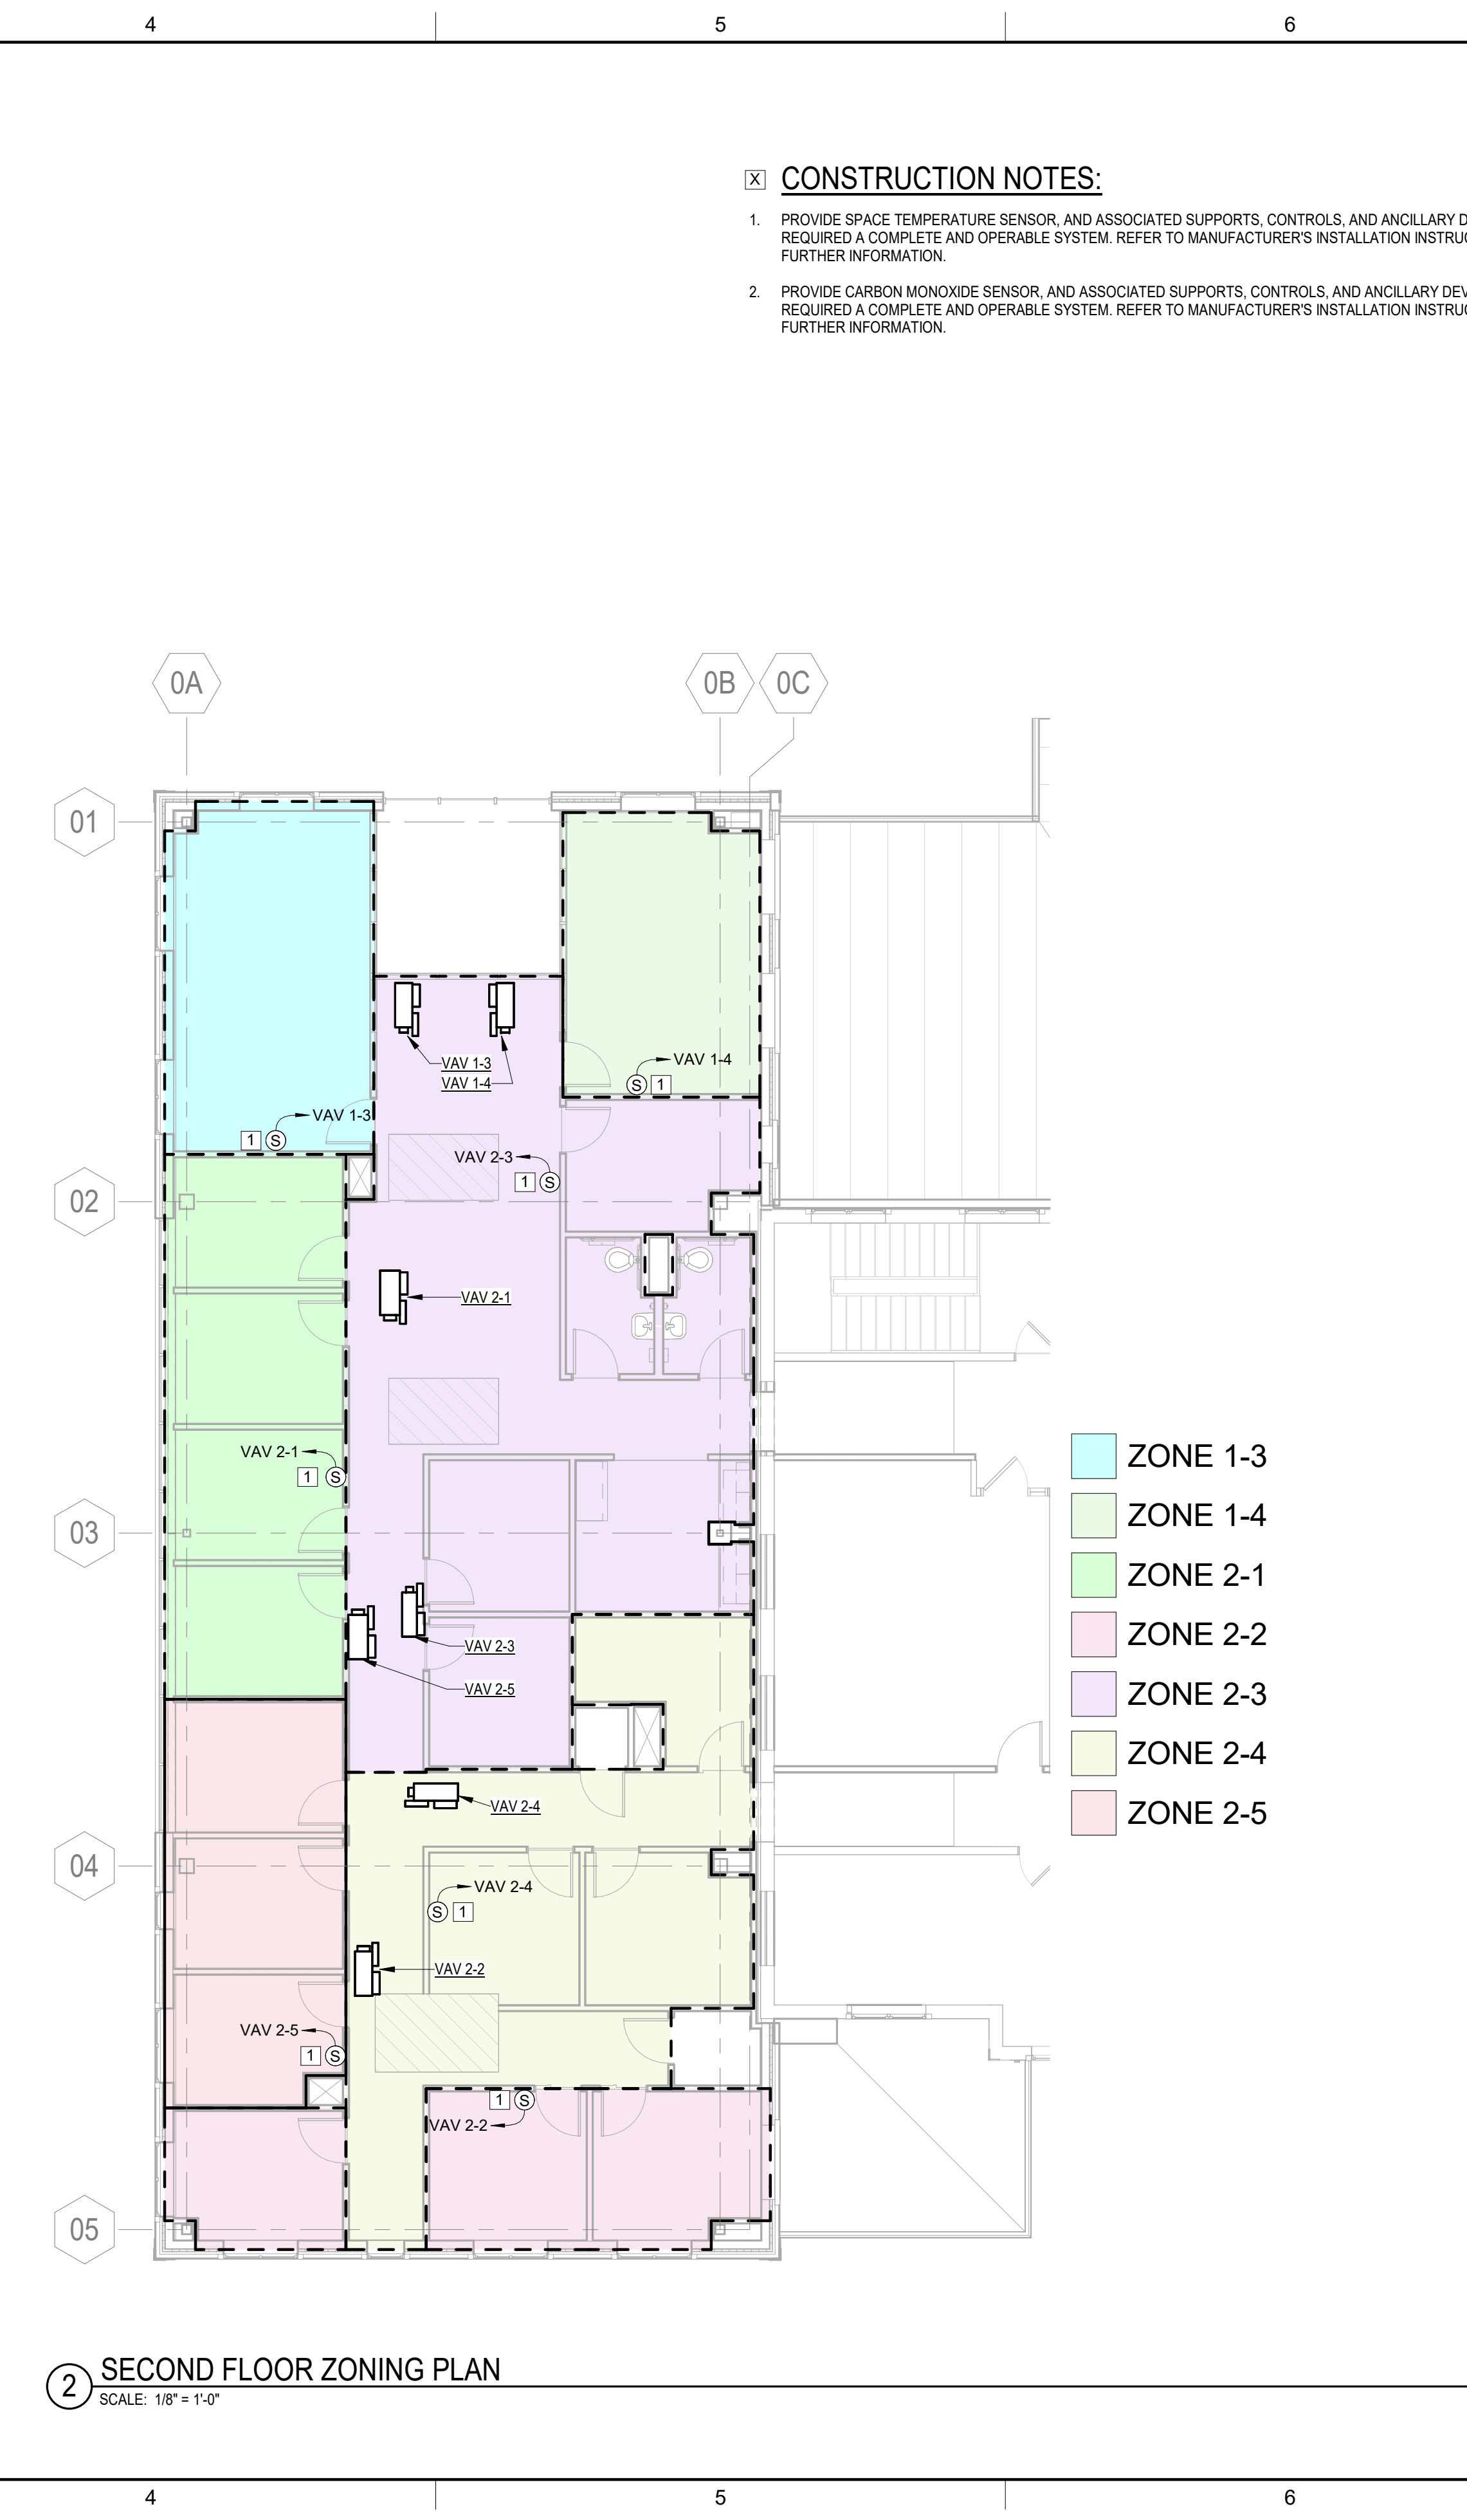 4 5 6
X CONSTRUCTION NOTES:
1. PROVIDE SPACE TEMPERATURE SENSOR, AND ASSOCIATED SUPPORTS, CONTROLS, AND ANCILLARY
REQUIRED A COMPLETE AND OPERABLE SYSTEM. REFER TO MANUFACTURER'S INSTALLATION
FURTHER INFORMATION.
2. PROVIDE CARBON MONOXIDE SENSOR, AND ASSOCIATED SUPPORTS, CONTROLS, AND ANCILLARY
REQUIRED A COMPLETE AND OPERABLE SYSTEM. REFER TO MANUFACTURER'S INSTALLATION
FURTHER INFORMATION.
0A 0B 0C
01
VAV 1-3
VAV 1-4
VAV 1-4
S 1
VAV 1-3
1 S
VAV 2-3
1 S
02
VAV 2-1
VAV 2-1
1 S
03
VAV 2-3
VAV 2-5
VAV 2-4
04
VAV 2-4
S 1
VAV 2-2
VAV 2-5
1 S
1 S
VAV 2-2
05
ZONE 1-3
ZONE 1-4
ZONE 2-1
ZONE 2-2
ZONE 2-3
ZONE 2-4
ZONE 2-5
2 SECOND FLOOR ZONING PLAN
SCALE: 1/8" = 1'-0"
4 5 6